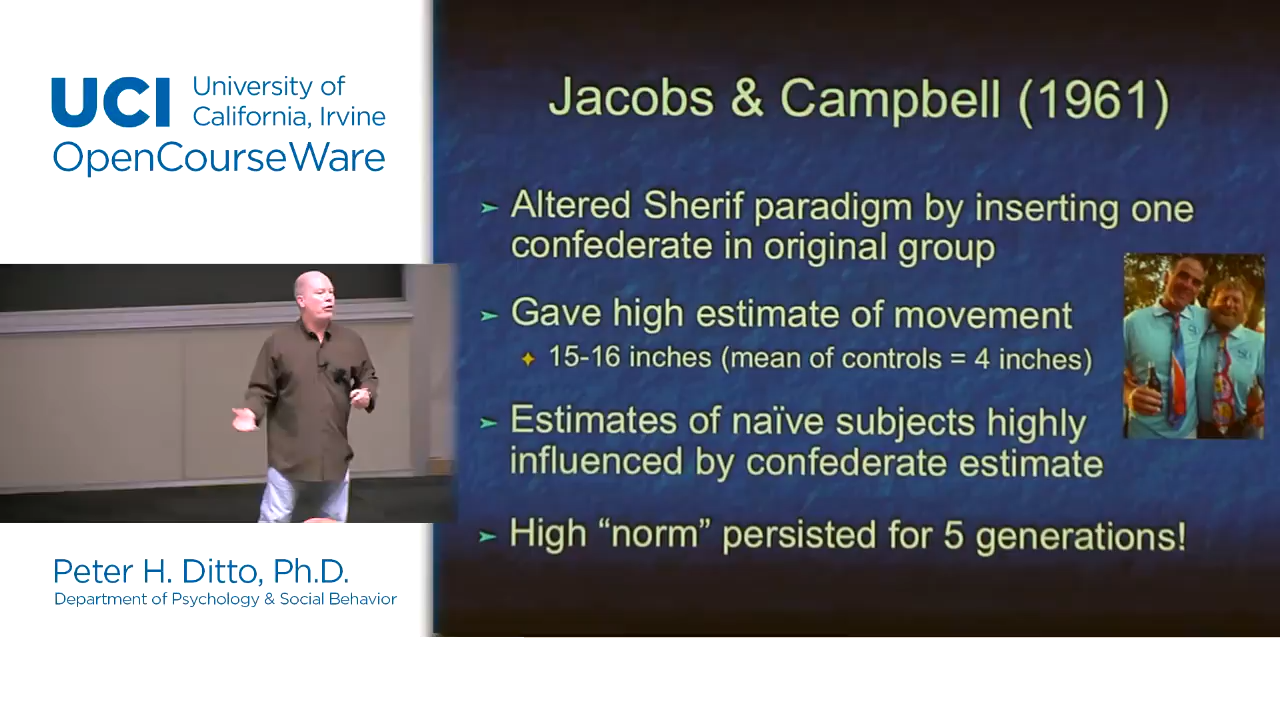 UCI University of
California, Irvine
OpenCourseWare
Peter H. Ditto, Ph.D.
Department of Psychology & Social Behavior
Jacobs & Campbell (1961)
➢ Altered Sherif paradigm by inserting one
confederate in original group
➢ Gave high estimate of movement
✦ 15-16 inches (mean of controls = 4 inches)
➢ Estimates of naïve subjects highly
influenced by confederate estimate
➢ High “norm” persisted for 5 generations!